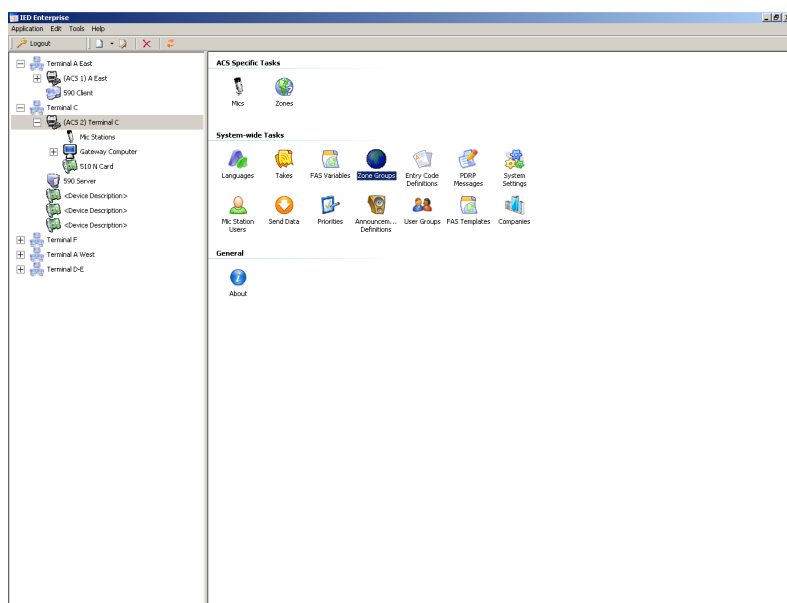 IED Enterprise
Application Edit Tools Help
Logout
Terminal A East
(ACS 1) A East
590 Client
Terminal C
(ACS 2) Terminal C
Mic Stations
Gateway Computer
510 N Card
590 Server
<Device Description>
<Device Description>
<Device Description>
Terminal F
Terminal A West
Terminal D-E
ACS Specific Tasks
Mics Zones
System-wide Tasks
Languages Takes FAS Variables Zone Groups Entry Code Definitions PDRP Messages System Settings
Mic Station Users Send Data Priorities Announcem... Definitions User Groups FAS Templates Companies
General
About